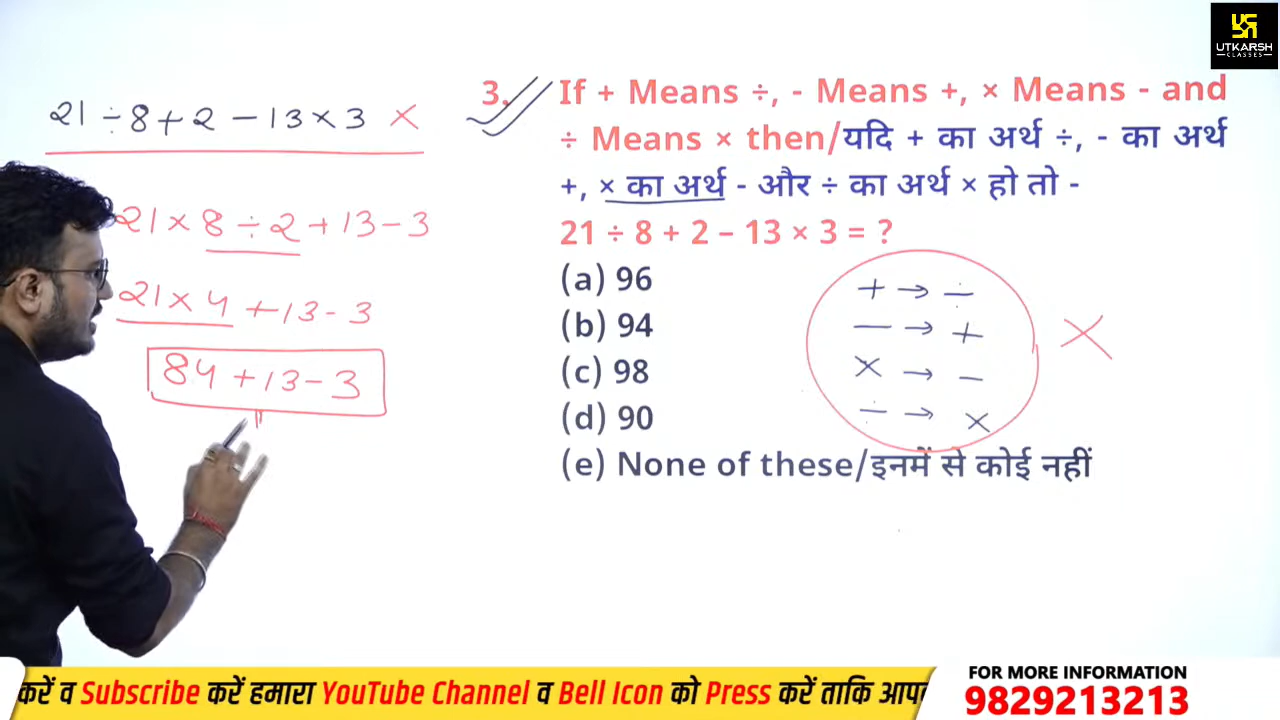 UTKARSH
CLASSES
21 ÷ 8 + 2 − 13 × 3 ×
21 × 8 ÷ 2 + 13 − 3
21 × 4 + 13 - 3
84 + 13 - 3
3. If + Means ÷, - Means +, × Means - and
÷ Means × then/यदि + का अर्थ ÷, - का अर्थ
+, × का अर्थ - और ÷ का अर्थ × हो तो -
21 ÷ 8 + 2 – 13 × 3 = ?
(a) 96
(b) 94
(c) 98
(d) 90
(e) None of these/इनमें से कोई नहीं
+ → ÷
− → +
× → −
÷ → ×
×
करें व Subscribe करें हमारा YouTube Channel व Bell Icon को Press करें ताकि
FOR MORE INFORMATION
9829213213